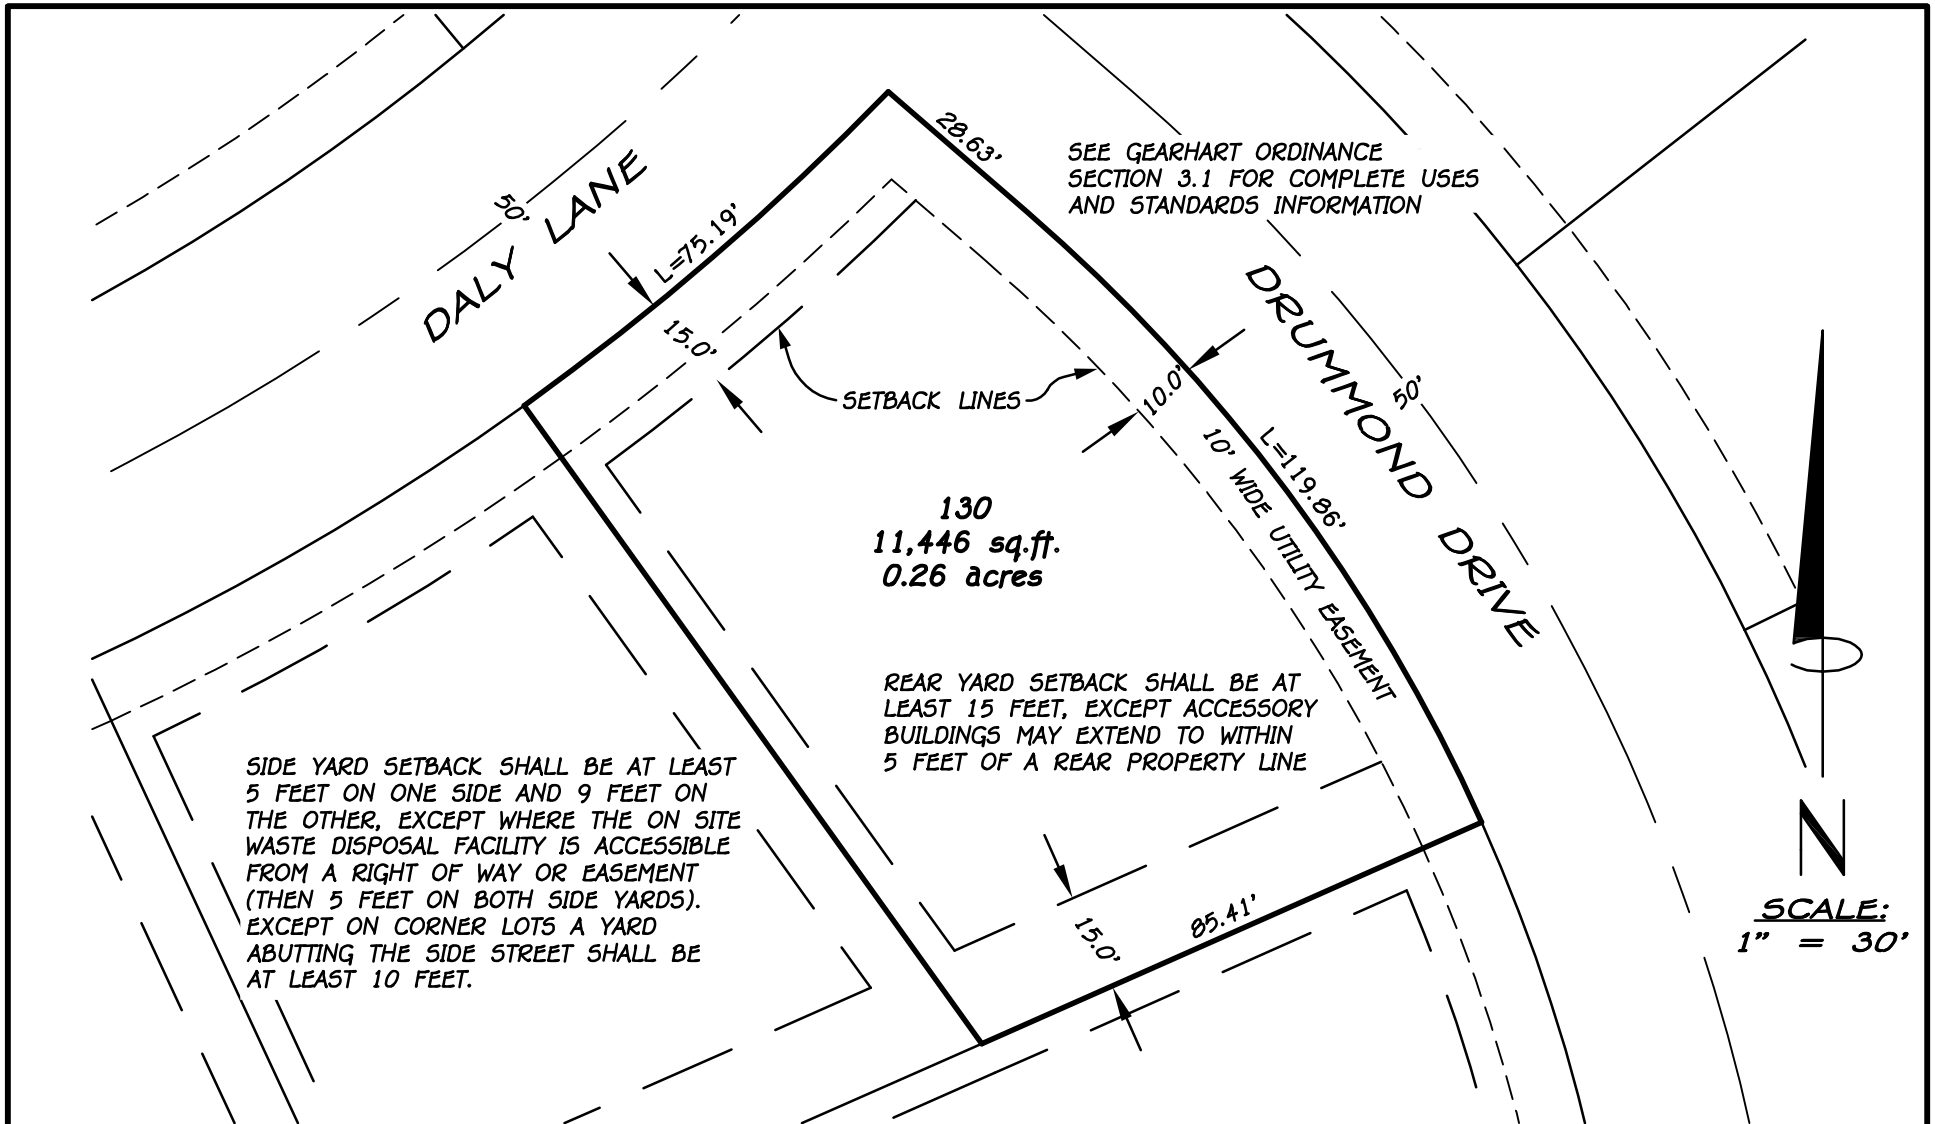 28.63'
SEE GEARHART ORDINANCE
SECTION 3.1 FOR COMPLETE USES
AND STANDARDS INFORMATION
50'
DALY LANE
L=75.19'
15.0'
SETBACK LINES
10.0'
DRUMMOND DRIVE
50'
L=119.86'
10' WIDE UTILITY EASEMENT
130
11,446 sq.ft.
0.26 acres
REAR YARD SETBACK SHALL BE AT
LEAST 15 FEET, EXCEPT ACCESSORY
BUILDINGS MAY EXTEND TO WITHIN
5 FEET OF A REAR PROPERTY LINE
SIDE YARD SETBACK SHALL BE AT LEAST
5 FEET ON ONE SIDE AND 9 FEET ON
THE OTHER, EXCEPT WHERE THE ON SITE
WASTE DISPOSAL FACILITY IS ACCESSIBLE
FROM A RIGHT OF WAY OR EASEMENT
(THEN 5 FEET ON BOTH SIDE YARDS).
EXCEPT ON CORNER LOTS A YARD
ABUTTING THE SIDE STREET SHALL BE
AT LEAST 10 FEET.
85.41'
15.0'
N
SCALE:
1" = 30'